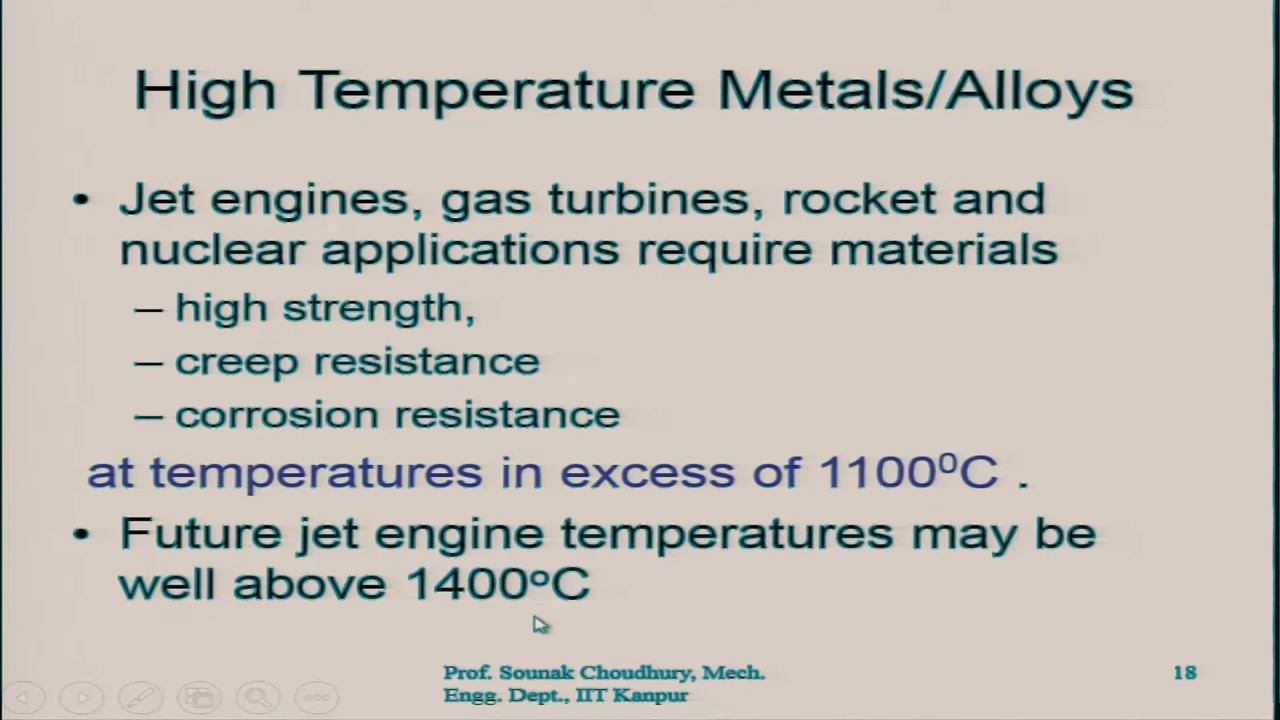 High Temperature Metals/Alloys
• Jet engines, gas turbines, rocket and
nuclear applications require materials
– high strength,
– creep resistance
– corrosion resistance
at temperatures in excess of 1100⁰C .
• Future jet engine temperatures may be
well above 1400ºC
Prof. Sounak Choudhury, Mech.
Engg. Dept., IIT Kanpur
18